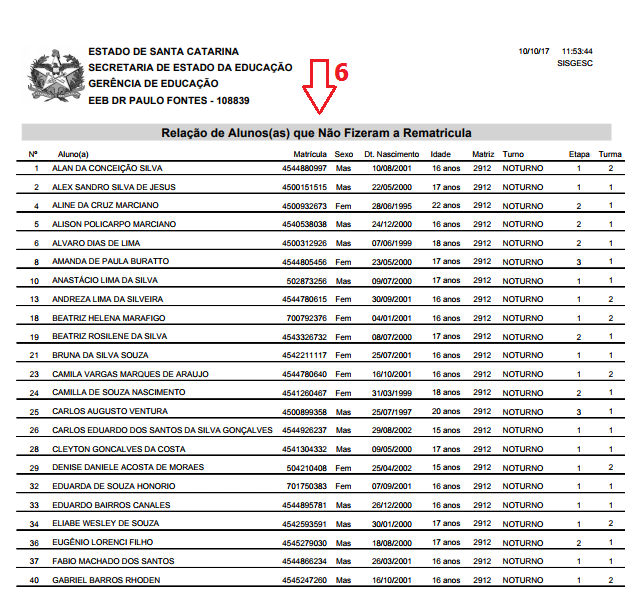 ESTADO DE SANTA CATARINA
SECRETARIA DE ESTADO DA EDUCAÇÃO
GERÊNCIA DE EDUCAÇÃO
EEB DR PAULO FONTES - 108839
10/10/17 11:53:44
SISGESC
6
Relação de Alunos(as) que Não Fizeram a Rematricula
Nº Aluno(a) Matrícula Sexo Dt. Nascimento Idade Matriz Turno Etapa Turma
1 ALAN DA CONCEIÇÃO SILVA 4544880997 Mas 10/08/2001 16 anos 2912 NOTURNO 1 2
2 ALEX SANDRO SILVA DE JESUS 4500151515 Mas 22/05/2000 17 anos 2912 NOTURNO 1 1
4 ALINE DA CRUZ MARCIANO 4500932673 Fem 28/06/1995 22 anos 2912 NOTURNO 2 1
5 ALISON POLICARPO MARCIANO 4540538038 Mas 24/12/2000 16 anos 2912 NOTURNO 2 1
6 ALVARO DIAS DE LIMA 4500312926 Mas 07/06/1999 18 anos 2912 NOTURNO 2 1
8 AMANDA DE PAULA BURATTO 4544805456 Fem 23/05/2000 17 anos 2912 NOTURNO 3 1
10 ANASTÁCIO LIMA DA SILVA 502873256 Mas 09/07/2000 17 anos 2912 NOTURNO 1 1
13 ANDREZA LIMA DA SILVEIRA 4544780615 Fem 30/09/2001 16 anos 2912 NOTURNO 1 2
18 BEATRIZ HELENA MARAFIGO 700792376 Fem 04/01/2001 16 anos 2912 NOTURNO 1 2
19 BEATRIZ ROSILENE DA SILVA 4543326732 Fem 08/07/2000 17 anos 2912 NOTURNO 2 1
21 BRUNA DA SILVA SOUZA 4542211117 Fem 25/07/2001 16 anos 2912 NOTURNO 1 1
23 CAMILA VARGAS MARQUES DE ARAUJO 4544780640 Fem 16/10/2001 16 anos 2912 NOTURNO 1 2
24 CAMILLA DE SOUZA NASCIMENTO 4541260467 Fem 31/03/1999 18 anos 2912 NOTURNO 2 1
25 CARLOS AUGUSTO VENTURA 4500899358 Mas 25/07/1997 20 anos 2912 NOTURNO 3 1
26 CARLOS EDUARDO DOS SANTOS DA SILVA GONÇALVES 4544926237 Mas 29/08/2002 15 anos 2912 NOTURNO 1 1
28 CLEYTON GONCALVES DA COSTA 4541304332 Mas 09/05/2000 17 anos 2912 NOTURNO 1 1
29 DENISE DANIELE ACOSTA DE MORAES 504210408 Fem 25/04/2002 15 anos 2912 NOTURNO 1 2
32 EDUARDA DE SOUZA HONORIO 701750383 Fem 07/09/2001 16 anos 2912 NOTURNO 1 1
33 EDUARDO BAIRROS CANALES 4544895781 Mas 26/12/2000 16 anos 2912 NOTURNO 1 1
34 ELIABE WESLEY DE SOUZA 4542593591 Mas 30/01/2000 17 anos 2912 NOTURNO 1 2
36 EUGÊNIO LORENCI FILHO 4545279030 Mas 18/08/2000 17 anos 2912 NOTURNO 2 1
37 FABIO MACHADO DOS SANTOS 4544866234 Mas 26/03/2001 16 anos 2912 NOTURNO 1 1
40 GABRIEL BARROS RHODEN 4545247260 Mas 16/10/2001 16 anos 2912 NOTURNO 1 2